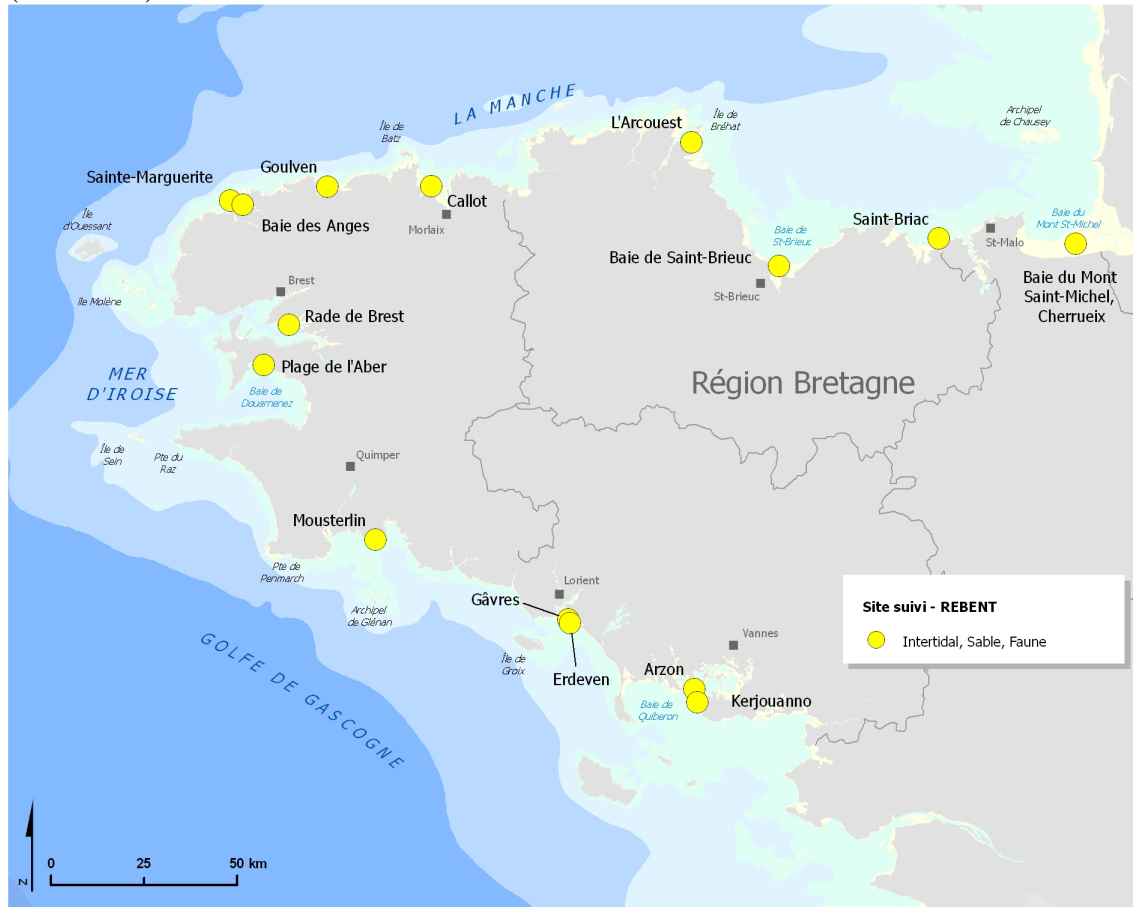 LA MANCHE
Île de
Bréhat
Archipel
de Chausey
L'Arcouest
Île de
Batz
Goulven
Sainte-Marguerite
Callot
Morlaix
Baie des Anges
Île
d'Ouessant
Saint-Briac
Baie du
Mont St-Michel
St-Malo
Baie de
St-Brieuc
Baie de Saint-Brieuc
St-Brieuc
Baie du Mont
Saint-Michel,
Cherrueix
Brest
île Molène
Rade de Brest
Plage de l'Aber
MER
D'IROISE
Baie de
Douarnenez
Région Bretagne
Île de
Sein
Pte du
Raz
Quimper
Mousterlin
Pte de
Penmarch
Archipel
de Glénan
Lorient
Gâvres
Île de
Groix
Erdeven
Vannes
Arzon
Kerjouanno
Baie de
Quiberon
GOLFE DE GASCOGNE
Site suivi - REBENT
Intertidal, Sable, Faune
N
0 25 50 km